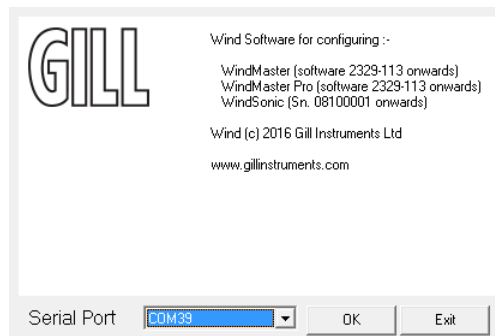 GILL
Wind Software for configuring :-
WindMaster (software 2329-113 onwards)
WindMaster Pro (software 2329-113 onwards)
WindSonic (Sn. 08100001 onwards)
Wind (c) 2016 Gill Instruments Ltd
www.gillinstruments.com
Serial Port COM39 OK Exit